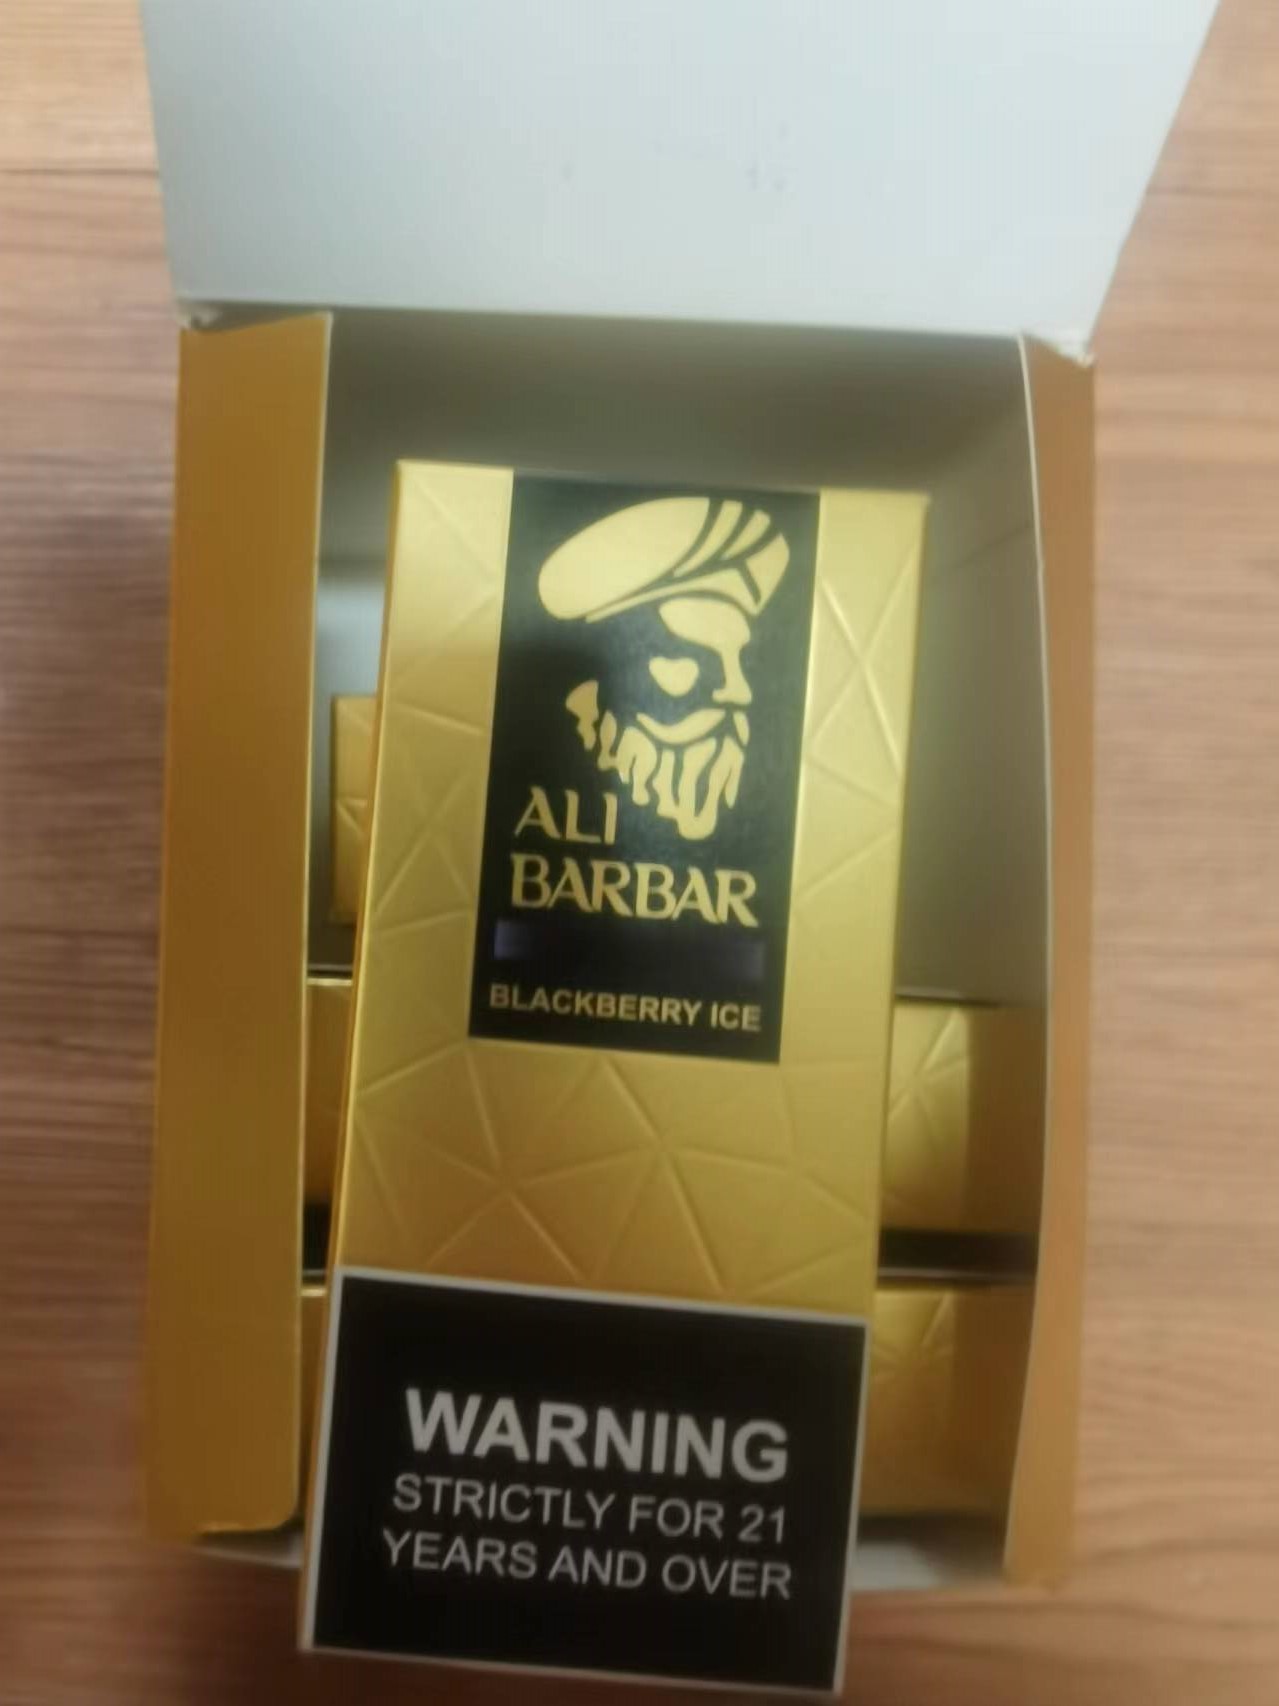 ALI
BARBAR
BLACKBERRY ICE
WARNING
STRICTLY FOR 21
YEARS AND OVER